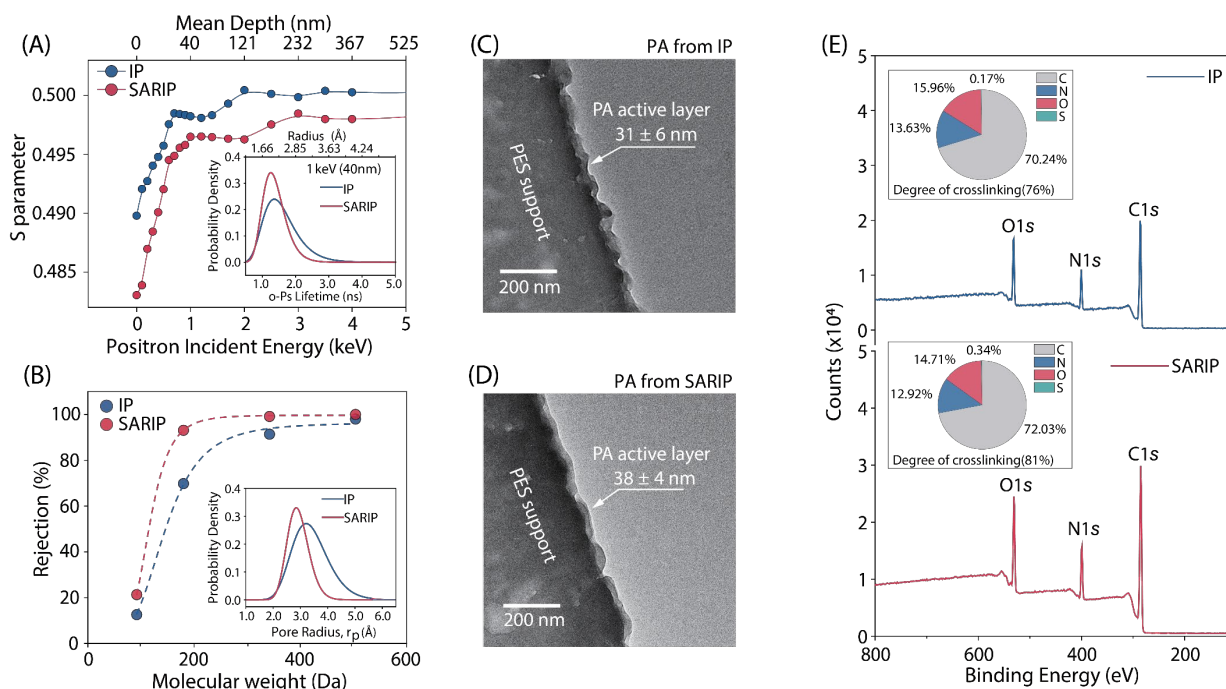 (A)
Mean Depth (nm)
0 40 121 232 367 525
IP
SARIP
0.500
0.495
0.490
0.485
S parameter
0 1 2 3 4 5
Positron Incident Energy (keV)
Radius (Å)
1.66 2.85 3.63 4.24
1 keV (40nm)
IP
SARIP
0.4
0.3
0.2
0.1
0.0
Probability Density
1.0 2.0 3.0 4.0 5.0
o-Ps Lifetime (ns)
(B)
IP
SARIP
100
80
60
40
20
0
Rejection (%)
0 200 400 600
Molecular weight (Da)
IP
SARIP
0.4
0.3
0.2
0.1
0.0
Probability Density
1.0 2.0 3.0 4.0 5.0 6.0
Pore Radius, rp(Å)
(C)
PA from IP
PA active layer
31 ± 6 nm
PES support
200 nm
(D)
PA from SARIP
PA active layer
38 ± 4 nm
PES support
200 nm
(E)
5
4
3
2
1
0
IP
0.17%
15.96%
13.63%
70.24%
C
N
O
S
Degree of crosslinking(76%)
O1s
N1s
C1s
Counts (x10⁴)
5
4
3
2
1
0
SARIP
0.34%
14.71%
12.92%
72.03%
C
N
O
S
Degree of crosslinking(81%)
O1s
N1s
C1s
800 600 400 200
Binding Energy (eV)